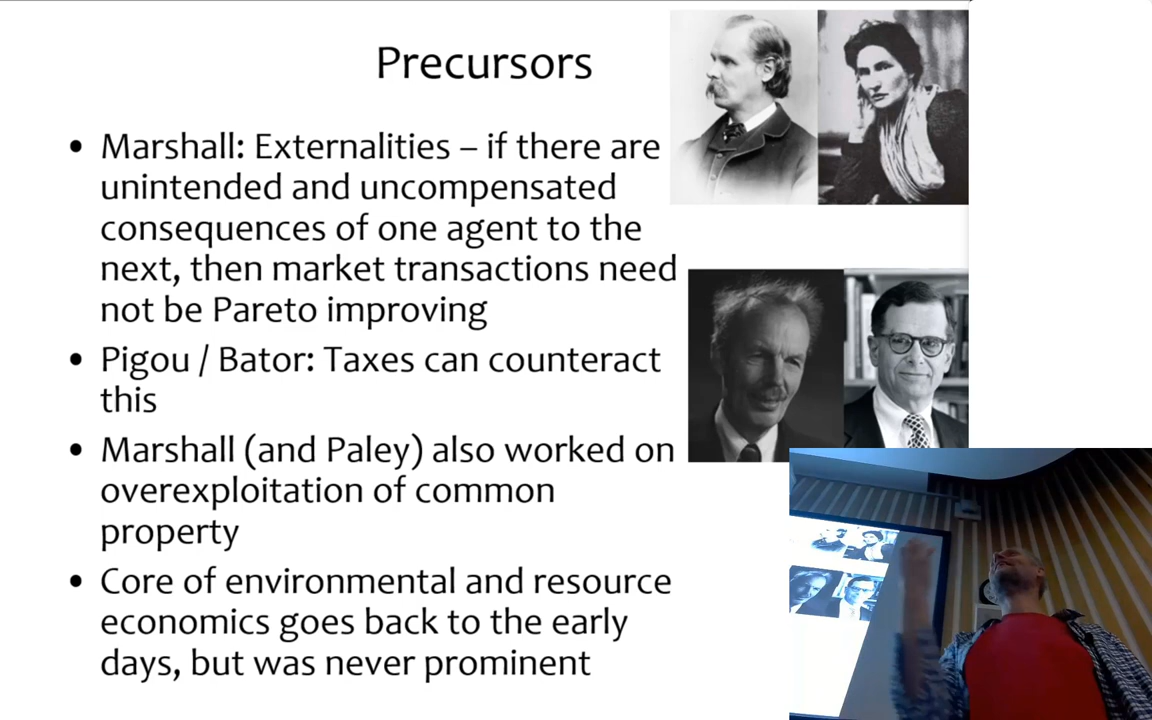 Precursors
• Marshall: Externalities – if there are
unintended and uncompensated
consequences of one agent to the
next, then market transactions need
not be Pareto improving
• Pigou / Bator: Taxes can counteract
this
• Marshall (and Paley) also worked on
overexploitation of common
property
• Core of environmental and resource
economics goes back to the early
days, but was never prominent